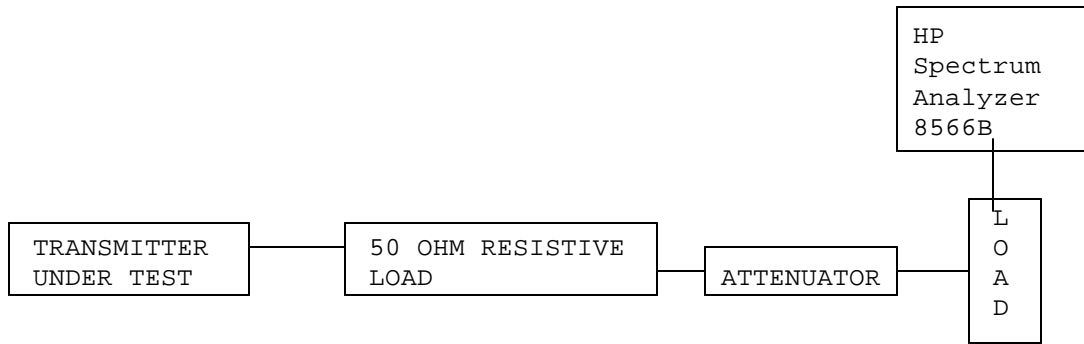 HP
Spectrum
Analyzer
8566B
TRANSMITTER
UNDER TEST
50 OHM RESISTIVE
LOAD
ATTENUATOR
L
O
A
D